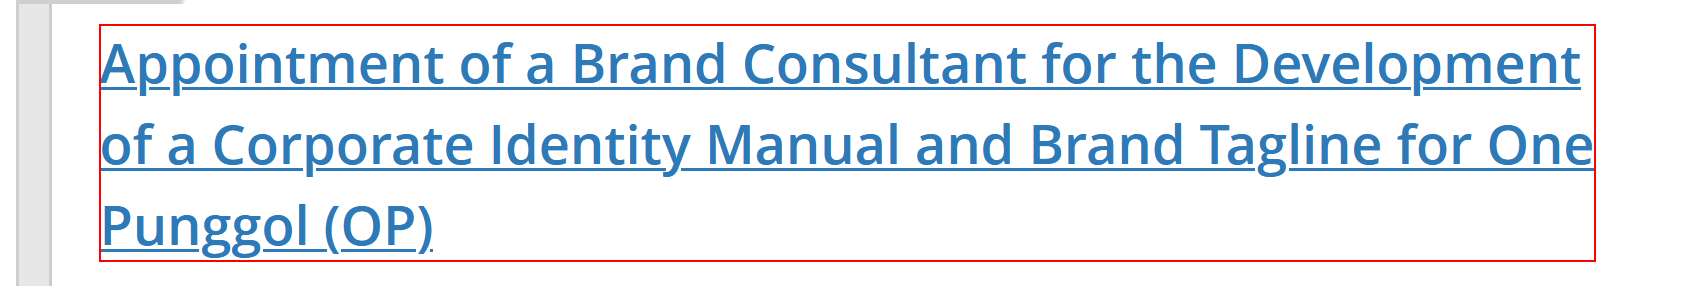 Appointment of a Brand Consultant for the Development
of a Corporate Identity Manual and Brand Tagline for One
Punggol (OP)